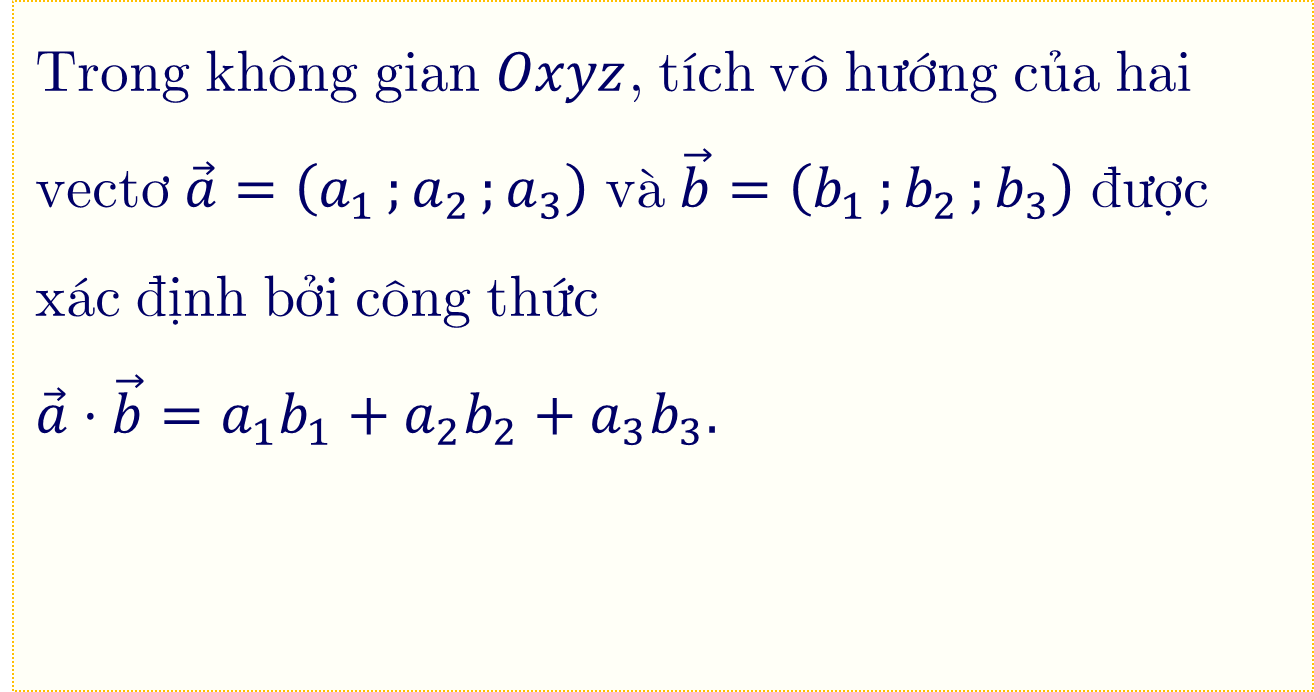 Trong không gian Oxyz, tích vô hướng của hai
vectơ a⃗ = (a₁ ; a₂ ; a₃) và b⃗ = (b₁ ; b₂ ; b₃) được
xác định bởi công thức
a⃗ · b⃗ = a₁b₁ + a₂b₂ + a₃b₃.